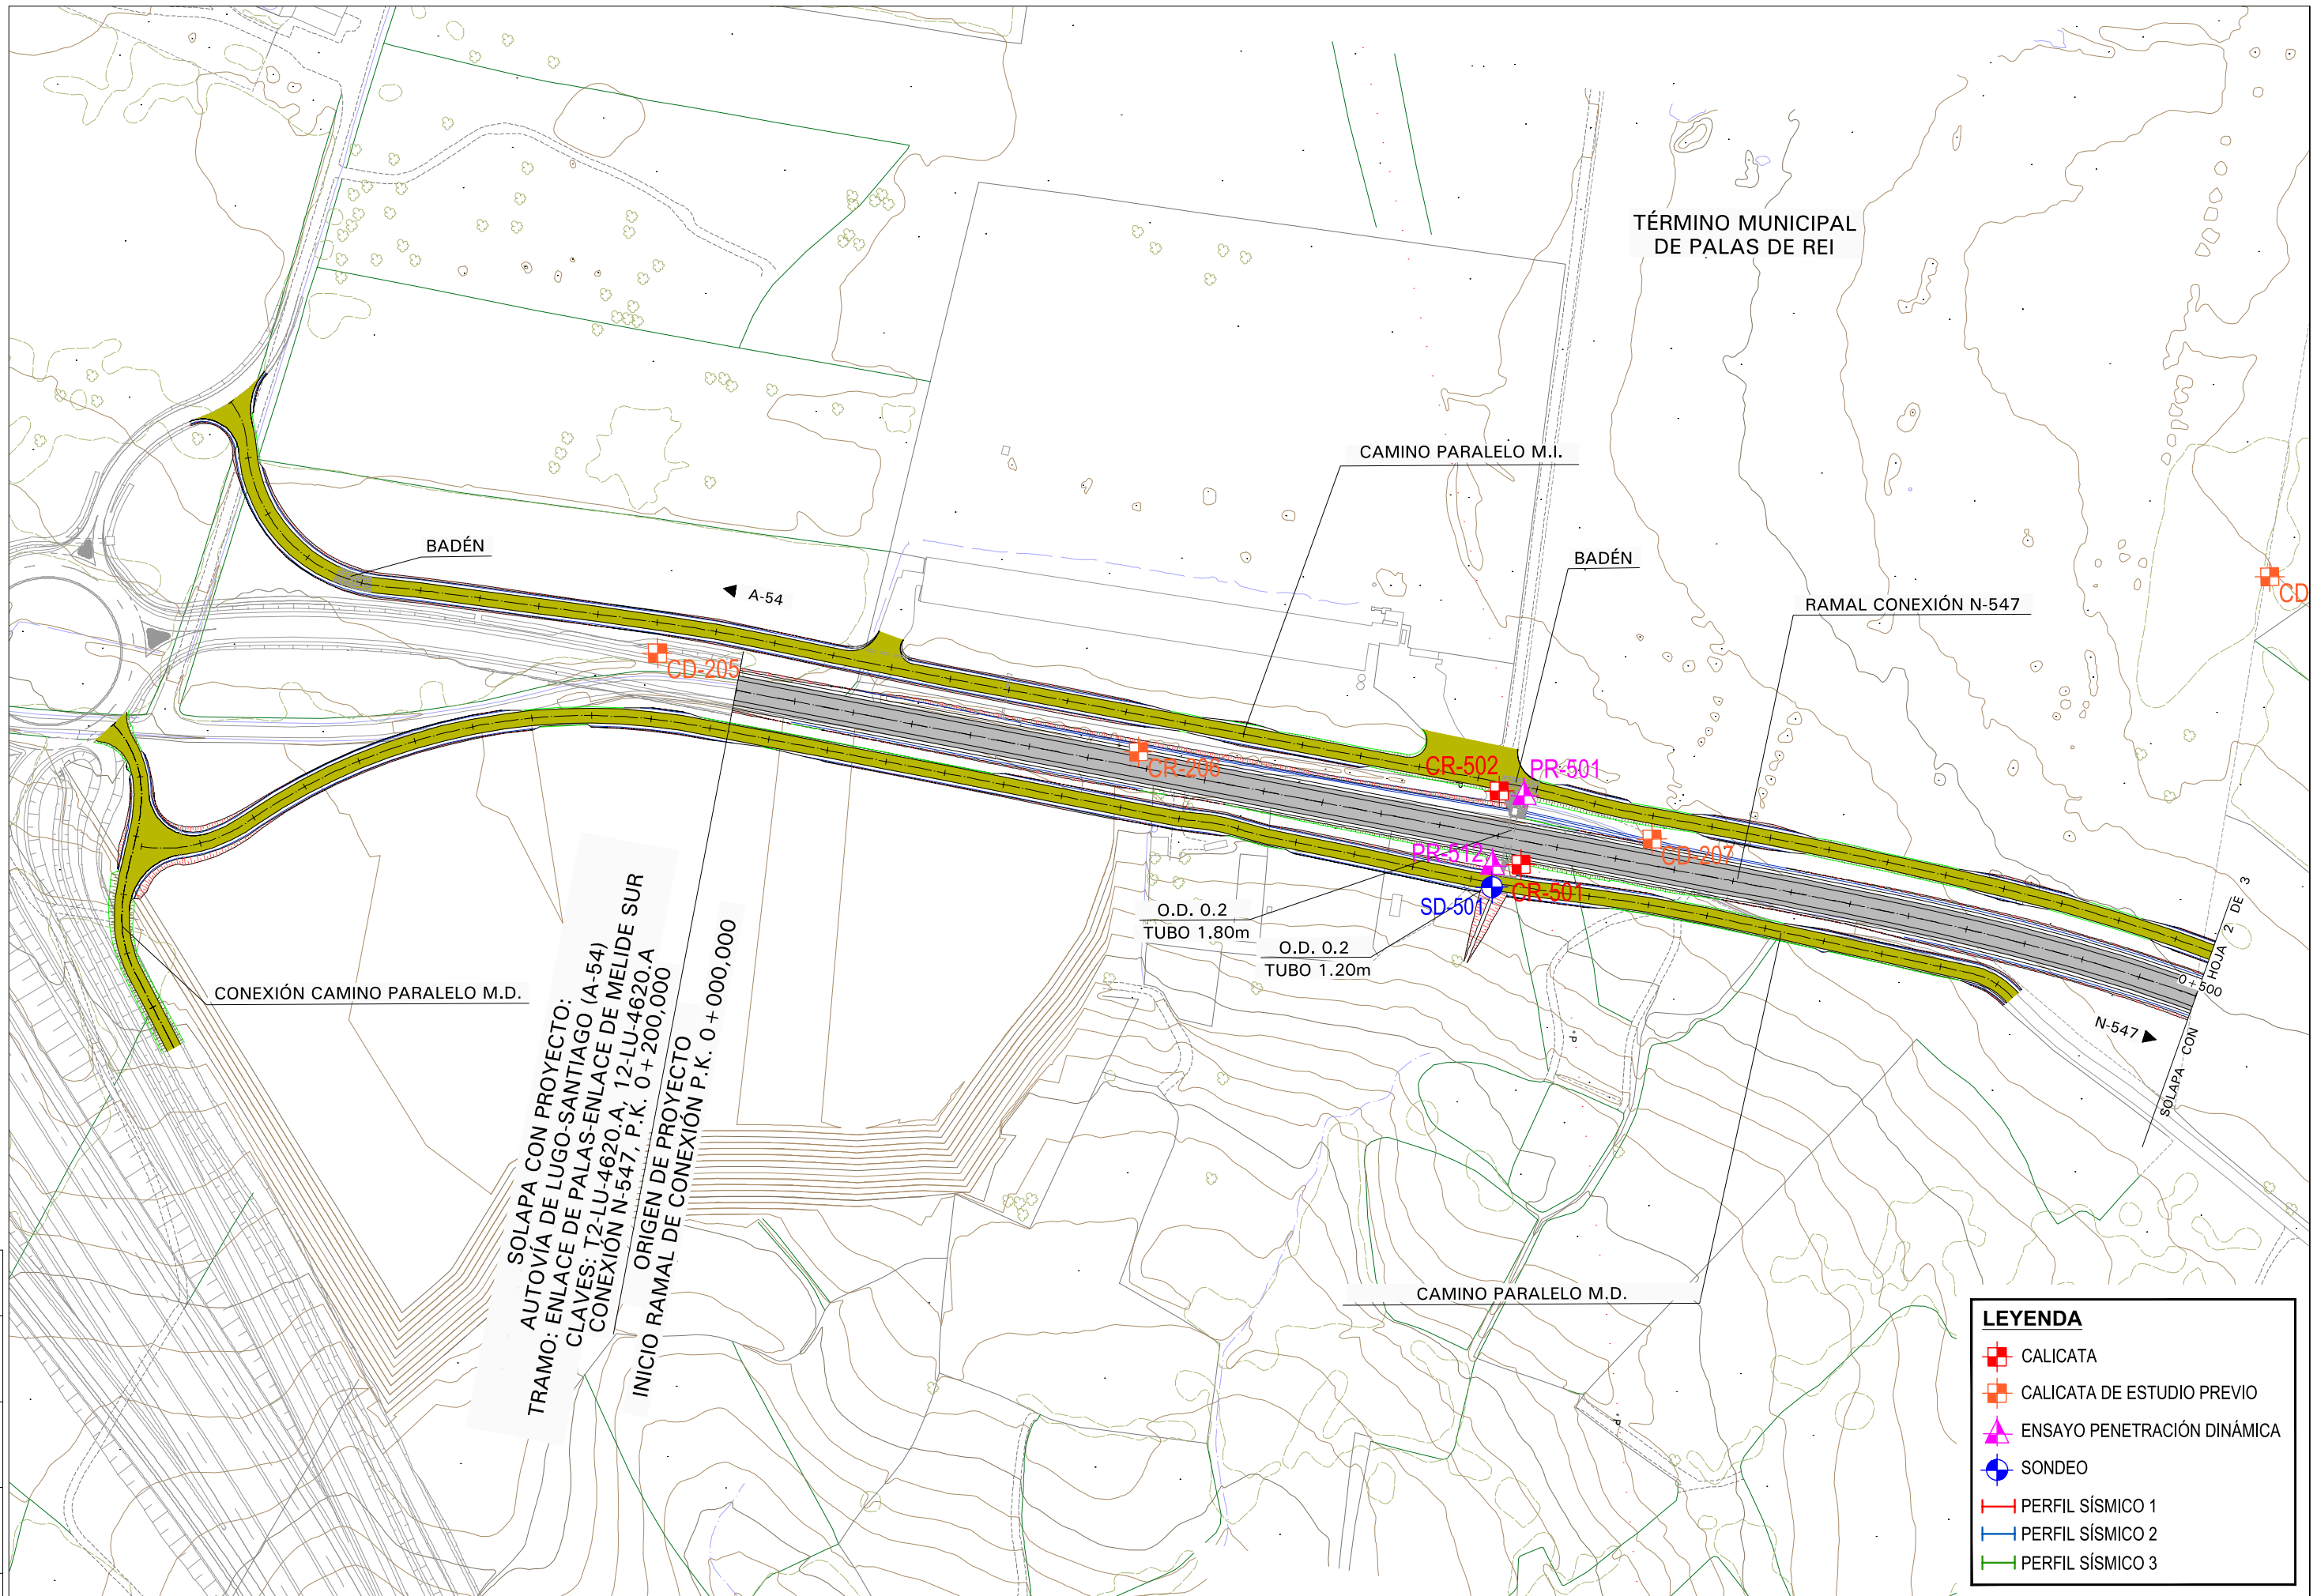 TÉRMINO MUNICIPAL
DE PALAS DE REI
CAMINO PARALELO M.I.
BADÉN
BADÉN
A-54
RAMAL CONEXIÓN N-547
CD
CD-205
CR-206
CR-502
PR-501
CD-207
PR-512
CR-501
SD-501
O.D. 0.2
TUBO 1.80m
O.D. 0.2
TUBO 1.20m
CONEXIÓN CAMINO PARALELO M.D.
SOLAPA CON PROYECTO:
AUTOVÍA DE LUGO-SANTIAGO (A-54)
TRAMO: ENLACE DE PALAS-ENLACE DE MELIDE SUR
CLAVES: T2-LU-4620.A, 12-LU-4620.A
CONEXIÓN N-547, P.K. 0+200,000
ORIGEN DE PROYECTO
INICIO RAMAL DE CONEXIÓN P.K. 0+000,000
0+500
N-547
SOLAPA CON HOJA 2 DE 3
P
P
CAMINO PARALELO M.D.
LEYENDA
CALICATA
CALICATA DE ESTUDIO PREVIO
ENSAYO PENETRACIÓN DINÁMICA
SONDEO
PERFIL SÍSMICO 1
PERFIL SÍSMICO 2
PERFIL SÍSMICO 3